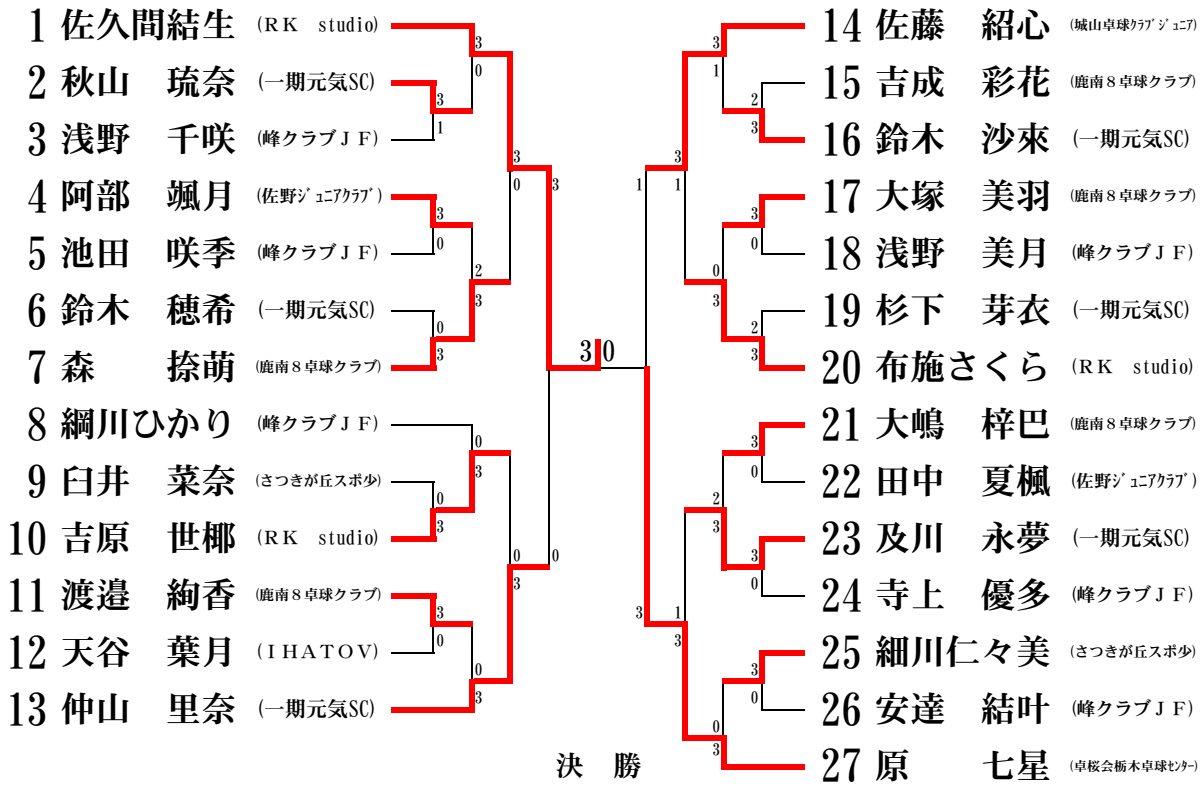 1 佐久間結生 (RK studio)
2 秋山 琉奈 (一期元気SC)
3 浅野 千咲 (峰クラブＪＦ)
4 阿部 颯月 (佐野ジュニアクラブ)
5 池田 咲季 (峰クラブＪＦ)
6 鈴木 穂希 (一期元気SC)
7 森 捺萌 (鹿南８卓球クラブ)
8 綱川ひかり (峰クラブＪＦ)
9 臼井 菜奈 (さつきが丘スポ少)
10 吉原 世椰 (RK studio)
11 渡邉 絢香 (鹿南８卓球クラブ)
12 天谷 葉月 (ＩＨＡＴＯＶ)
13 仲山 里奈 (一期元気SC)
3
0
3
1
3
0
3
0
2
3
0
3
3
0
3
0
3
3
0
0
3
0
3
0
3
0
3 0
決 勝
14 佐藤 紹心 (城山卓球クラブジュニア)
15 吉成 彩花 (鹿南８卓球クラブ)
16 鈴木 沙來 (一期元気SC)
17 大塚 美羽 (鹿南８卓球クラブ)
18 浅野 美月 (峰クラブＪＦ)
19 杉下 芽衣 (一期元気SC)
20 布施さくら (RK studio)
21 大嶋 梓巴 (鹿南８卓球クラブ)
22 田中 夏楓 (佐野ジュニアクラブ)
23 及川 永夢 (一期元気SC)
24 寺上 優多 (峰クラブＪＦ)
25 細川仁々美 (さつきが丘スポ少)
26 安達 結叶 (峰クラブＪＦ)
27 原 七星 (卓桜会栃木卓球センター)
3
1
2
3
3
1
1
3
0
0
3
2
3
3
0
2
3
0
3
1
3
3
0
0
3